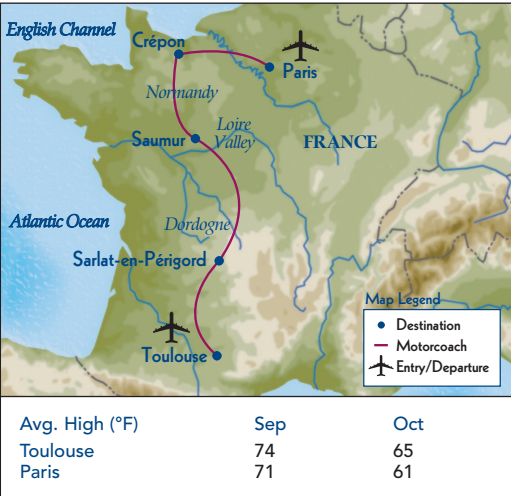 English Channel
Crépon
Paris
Normandy
Loire
Valley
Saumur
FRANCE
Atlantic Ocean
Dordogne
Sarlat-en-Périgord
Toulouse
Map Legend
Destination
Motorcoach
Entry/Departure
Avg. High (°F) Sep Oct
Toulouse 74 65
Paris 71 61